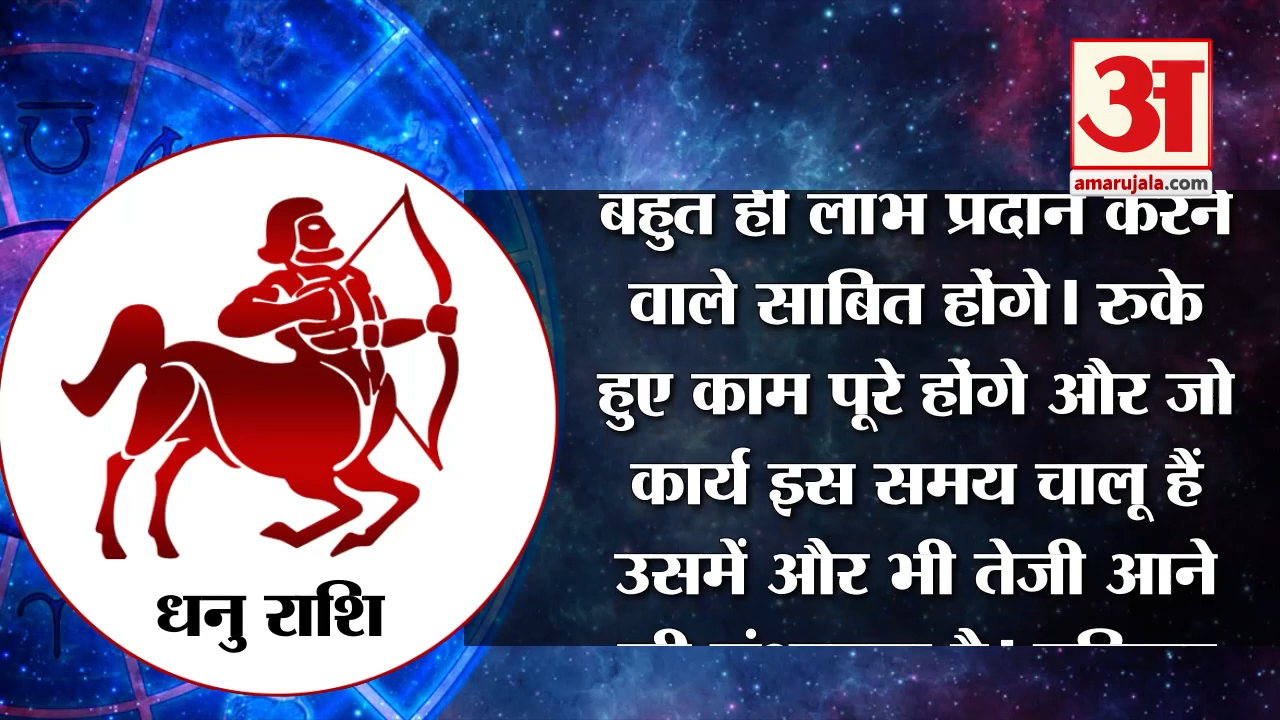 अ
amarujala.com
बहुत ही लाभ प्रदान करने
वाले साबित होंगे। रुके
हुए काम पूरे होंगे और जो
कार्य इस समय चालू हैं
उसमें और भी तेजी आने
धनु राशि